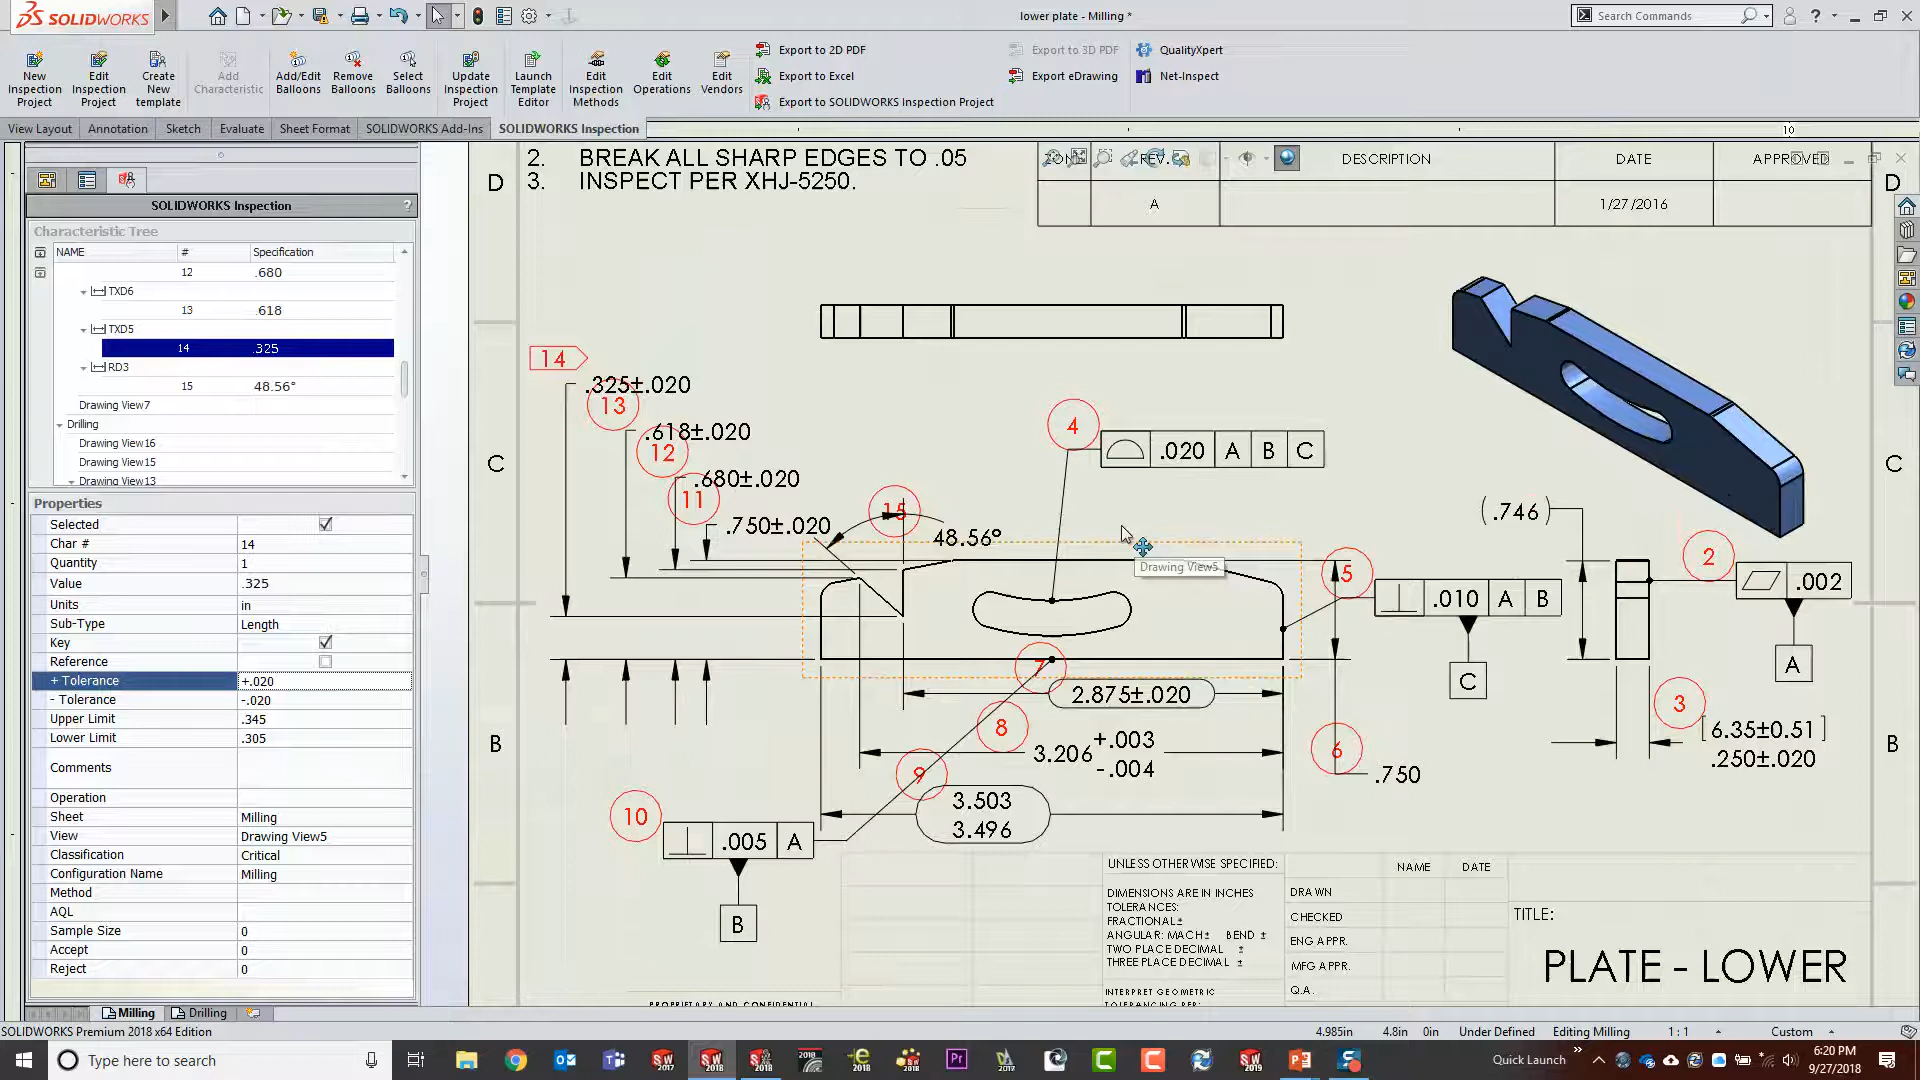 SOLIDWORKS
lower plate - Milling *
Search Commands
New Inspection Project
Edit Inspection Project
Create New template
Add Characteristic
Add/Edit Balloons
Remove Balloons
Select Balloons
Update Inspection Project
Launch Template Editor
Edit Inspection Methods
Edit Operations
Edit Vendors
Export to 2D PDF
Export to Excel
Export to SOLIDWORKS Inspection Project
Export to 3D PDF
Export eDrawing
QualityXpert
Net-Inspect
View Layout
Annotation
Sketch
Evaluate
Sheet Format
SOLIDWORKS Add-Ins
SOLIDWORKS Inspection
10
SOLIDWORKS Inspection
?
Characteristic Tree
NAME # Specification
12 .680
TXD6
13 .618
TXD5
14 .325
RD3
15 48.56°
Drawing View7
Drilling
Drawing View16
Drawing View15
Drawing View13
Properties
Selected
Char # 14
Quantity 1
Value .325
Units in
Sub-Type Length
Key
Reference
+ Tolerance +.020
- Tolerance -.020
Upper Limit .345
Lower Limit .305
Comments
Operation
Sheet Milling
View Drawing View5
Classification Critical
Configuration Name Milling
Method
AQL
Sample Size 0
Accept 0
Reject 0
2. BREAK ALL SHARP EDGES TO .05
3. INSPECT PER XHJ-5250.
D
REV. DESCRIPTION DATE APPROVED
A 1/27/2016
D
14
.325±.020
13
.618±.020
12
.680±.020
11
.750±.020
15
48.56°
4
.020 A B C
C
C
(.746)
2
.002
A
5
.010 A B
C
Drawing View5
7
2.875±.020
8
3.206 +.003
-.004
9
3.503
3.496
6
.750
3
[6.35±0.51]
.250±.020
B
B
10
.005 A
B
UNLESS OTHERWISE SPECIFIED:
DIMENSIONS ARE IN INCHES
TOLERANCES:
FRACTIONAL±
ANGULAR: MACH± BEND ±
TWO PLACE DECIMAL ±
THREE PLACE DECIMAL ±
INTERPRET GEOMETRIC
TOLERANCING PER:
NAME DATE
DRAWN
CHECKED
ENG APPR.
MFG APPR.
Q.A.
TITLE:
PLATE - LOWER
PROPRIETARY AND CONFIDENTIAL
Milling
Drilling
SOLIDWORKS Premium 2018 x64 Edition
4.985in 4.8in 0in Under Defined Editing Milling 1 : 1 Custom
Type here to search
Quick Launch
6:20 PM
9/27/2018